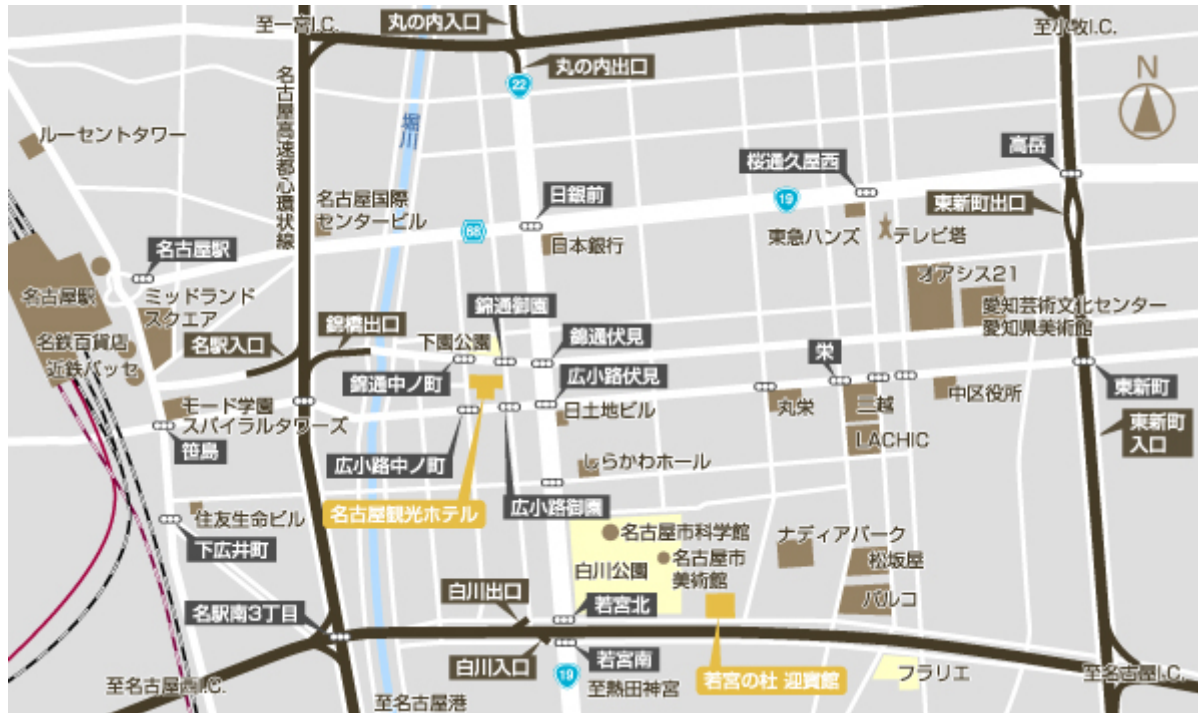 至一宮I.C.
丸の内入口
至小牧I.C.
丸の内出口
22
N
名古屋高速都心環状線
堀川
ルーセントタワー
桜通久屋西
高岳
名古屋国際
センタービル
日銀前
19
東新町出口
68
日本銀行
東急ハンズ
テレビ塔
名古屋駅
オアシス21
名古屋駅
ミッドランド
スクエア
錦通御園
愛知芸術文化センター
愛知県美術館
錦橋出口
下園公園
名鉄百貨店
近鉄パッセ
名駅入口
錦通伏見
栄
錦通中ノ町
広小路伏見
東新町
モード学園
スパイラルタワーズ
日土地ビル
丸栄
三越
中区役所
笹島
LACHIC
東新町
入口
広小路中ノ町
しらかわホール
名古屋観光ホテル
広小路御園
住友生命ビル
下広井町
名古屋市科学館
ナディアパーク
名古屋市
美術館
白川公園
松坂屋
白川出口
パルコ
名駅南3丁目
若宮北
白川入口
若宮南
若宮の杜 迎賓館
フラリエ
至名古屋西I.C.
19
至熱田神宮
至名古屋I.C.
至名古屋港